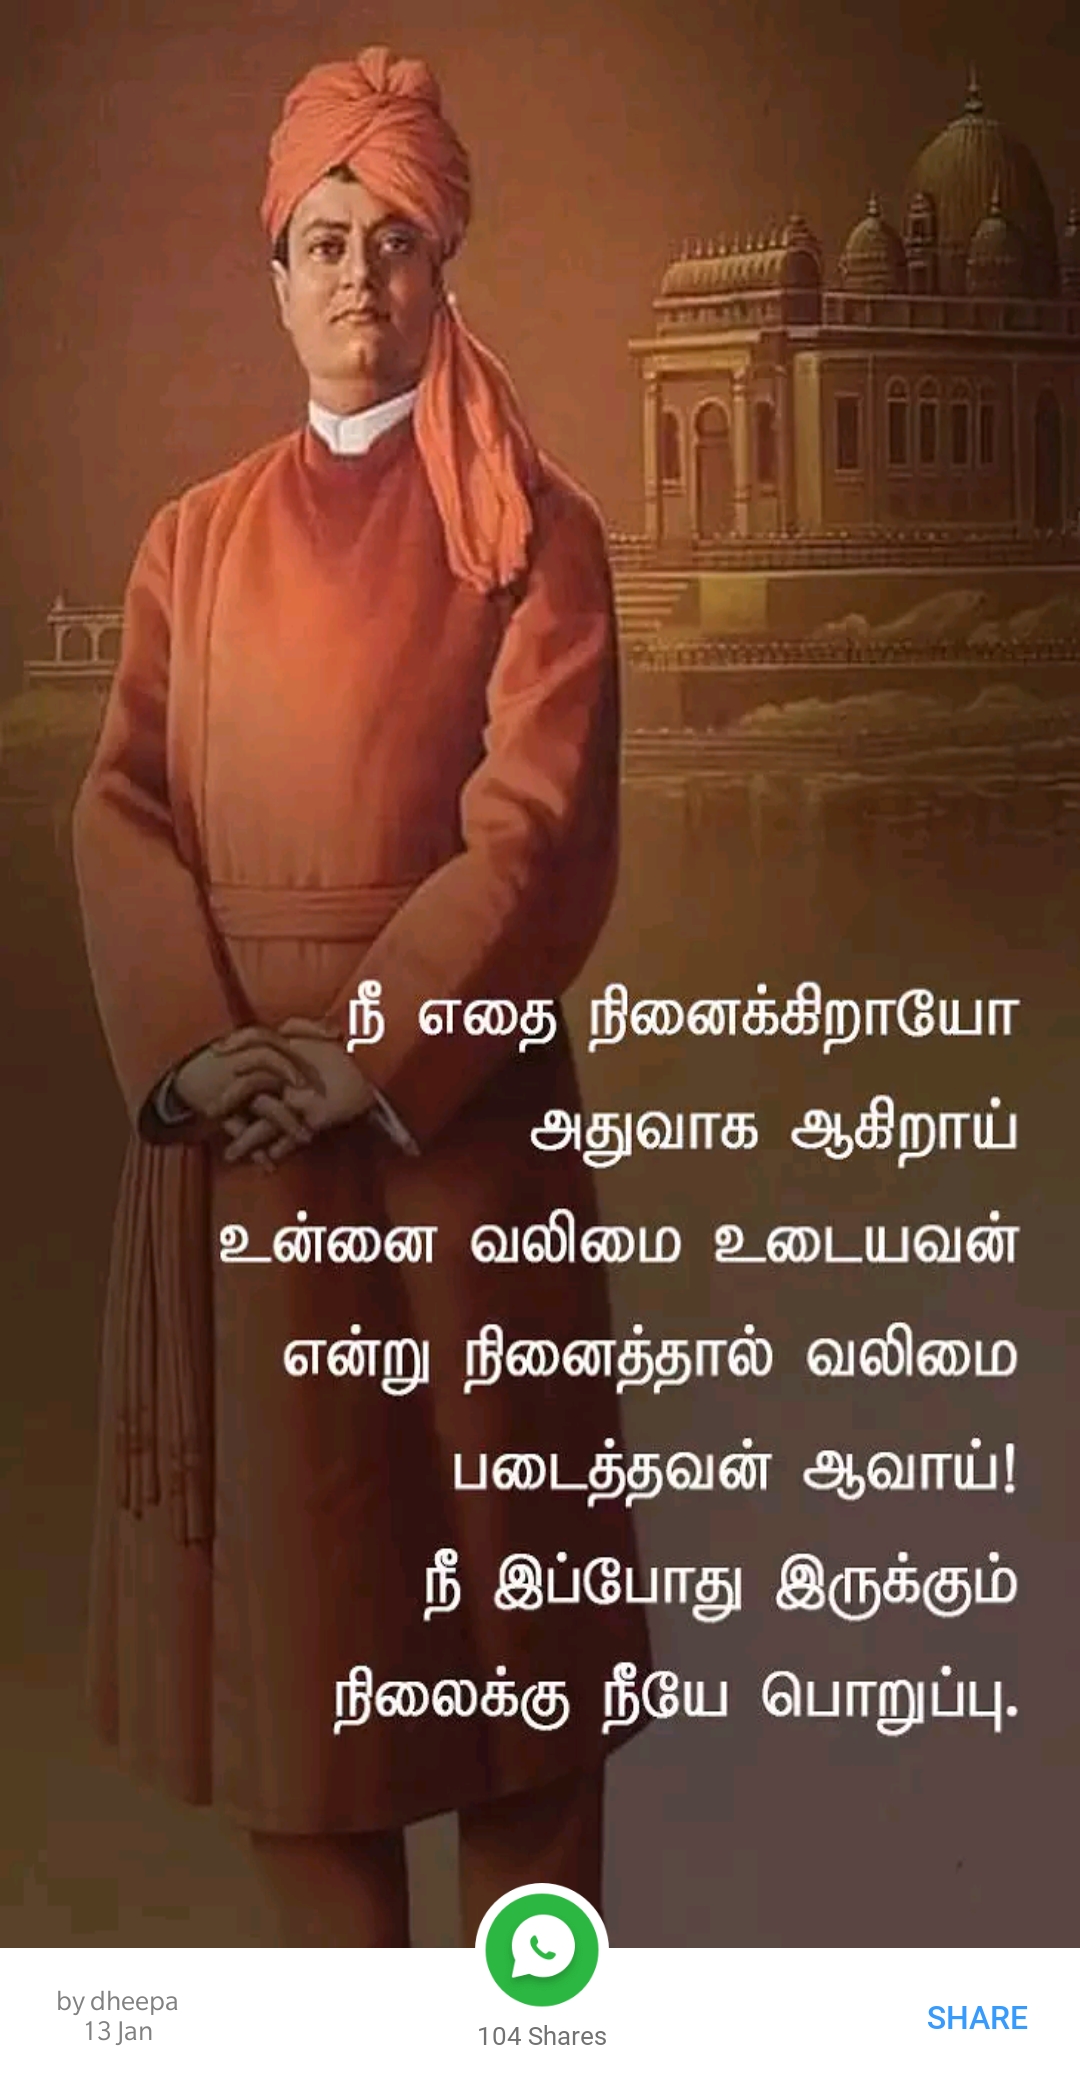 நீ எதை நினைக்கிறாயோ
அதுவாக ஆகிறாய்
உன்னை வலிமை உடையவன்
என்று நினைத்தால் வலிமை
படைத்தவன் ஆவாய்!
நீ இப்போது இருக்கும்
நிலைக்கு நீயே பொறுப்பு.
by dheepa
13 Jan
104 Shares
SHARE